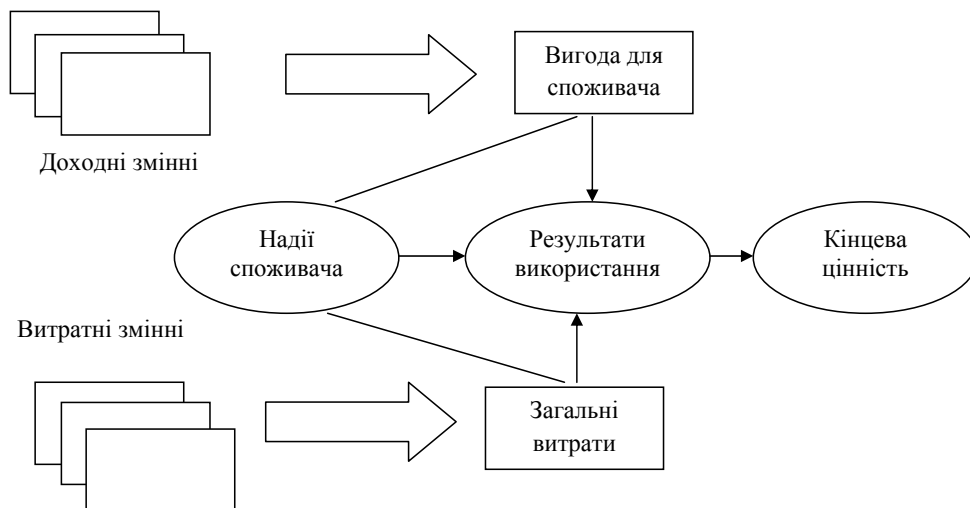 Вигода для
споживача
Доходні змінні
Надії
споживача
Результати
використання
Кінцева
цінність
Витратні змінні
Загальні
витрати